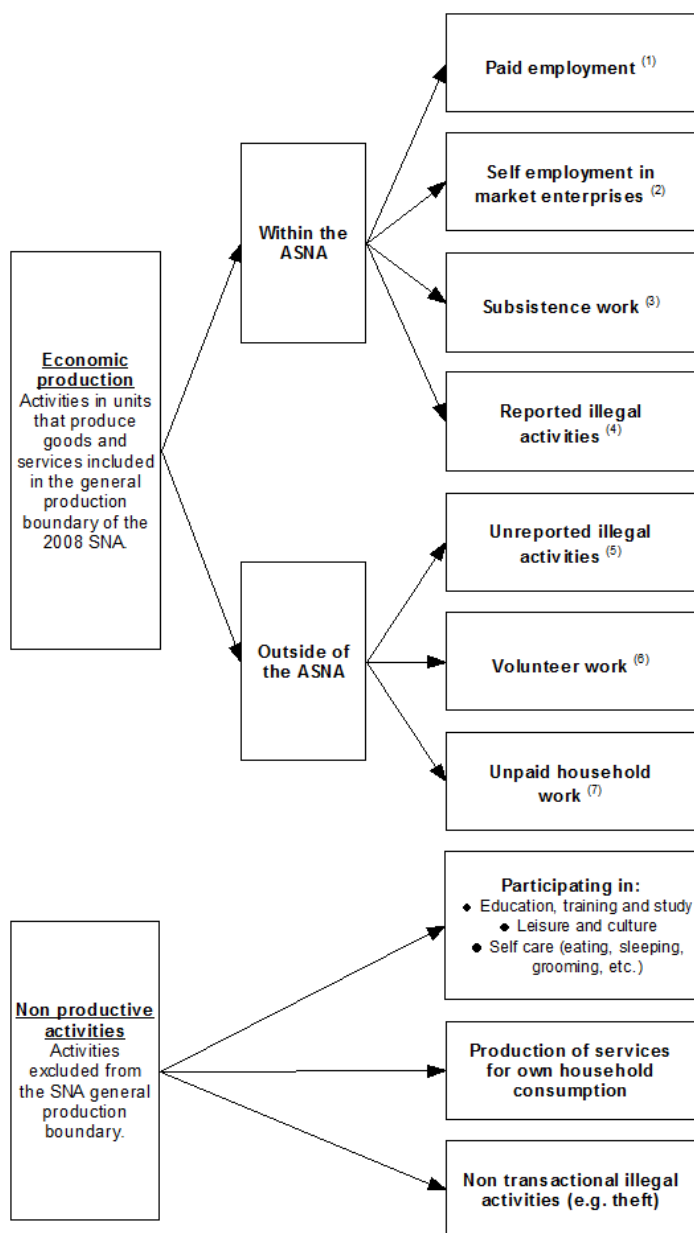 Paid employment (1)
Self employment in
market enterprises (2)
Within the
ASNA
Subsistence work (3)
Economic
production
Activities in units
that produce
goods and
services included
in the general
production
boundary of the
2008 SNA.
Reported illegal
activities (4)
Unreported illegal
activities (5)
Outside of
the ASNA
Volunteer work (6)
Unpaid household
work (7)
Participating in:
◆ Education, training and study
◆ Leisure and culture
● Self care (eating, sleeping,
grooming, etc.)
Non productive
activities
Activities
excluded from
the SNA general
production
boundary.
Production of services
for own household
consumption
Non transactional illegal
activities (e.g. theft)